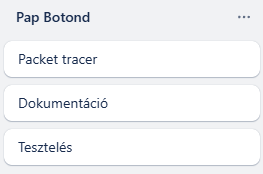 Pap Botond
Packet tracer
Dokumentáció
Tesztelés